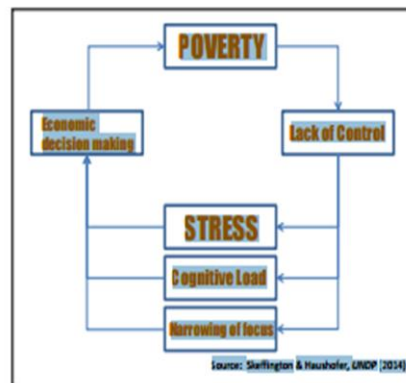 POVERTY
Economic
decision making
Lack of Control
STRESS
Cognitive Load
Narrowing of focus
Source: Skeffington & Haushofer, UNDP (2014)